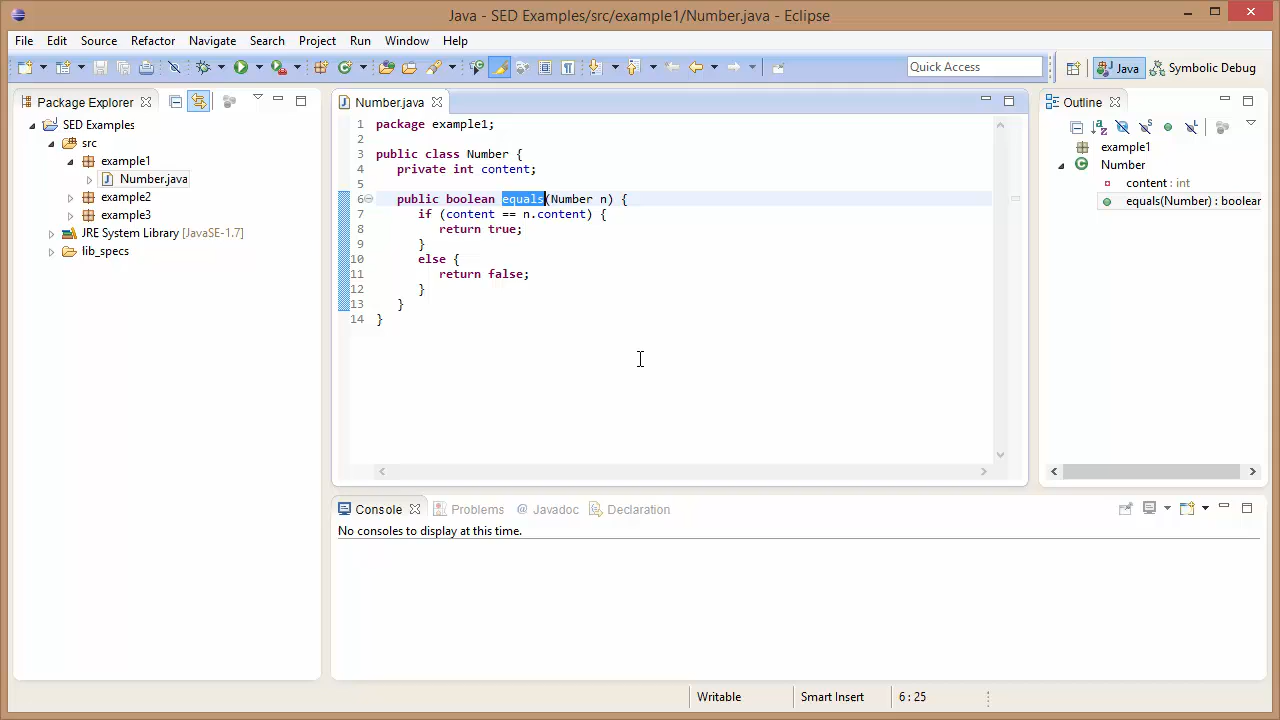 Java - SED Examples/src/example1/Number.java - Eclipse
File Edit Source Refactor Navigate Search Project Run Window Help
Quick Access
Java
Symbolic Debug
Package Explorer
SED Examples
src
example1
Number.java
example2
example3
JRE System Library [JavaSE-1.7]
lib_specs
Number.java
1 package example1;
2
3 public class Number {
4 private int content;
5
6 public boolean equals(Number n) {
7 if (content == n.content) {
8 return true;
9 }
10 else {
11 return false;
12 }
13 }
14 }
Outline
example1
Number
content : int
equals(Number) : boolear
Console Problems Javadoc Declaration
No consoles to display at this time.
Writable Smart Insert 6 : 25